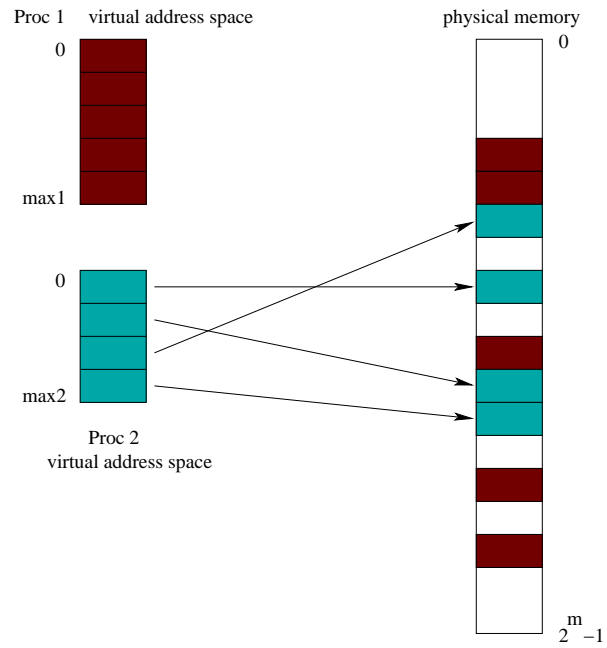 Proc 1 virtual address space
physical memory
0
0
max1
0
max2
Proc 2
virtual address space
m
2 −1